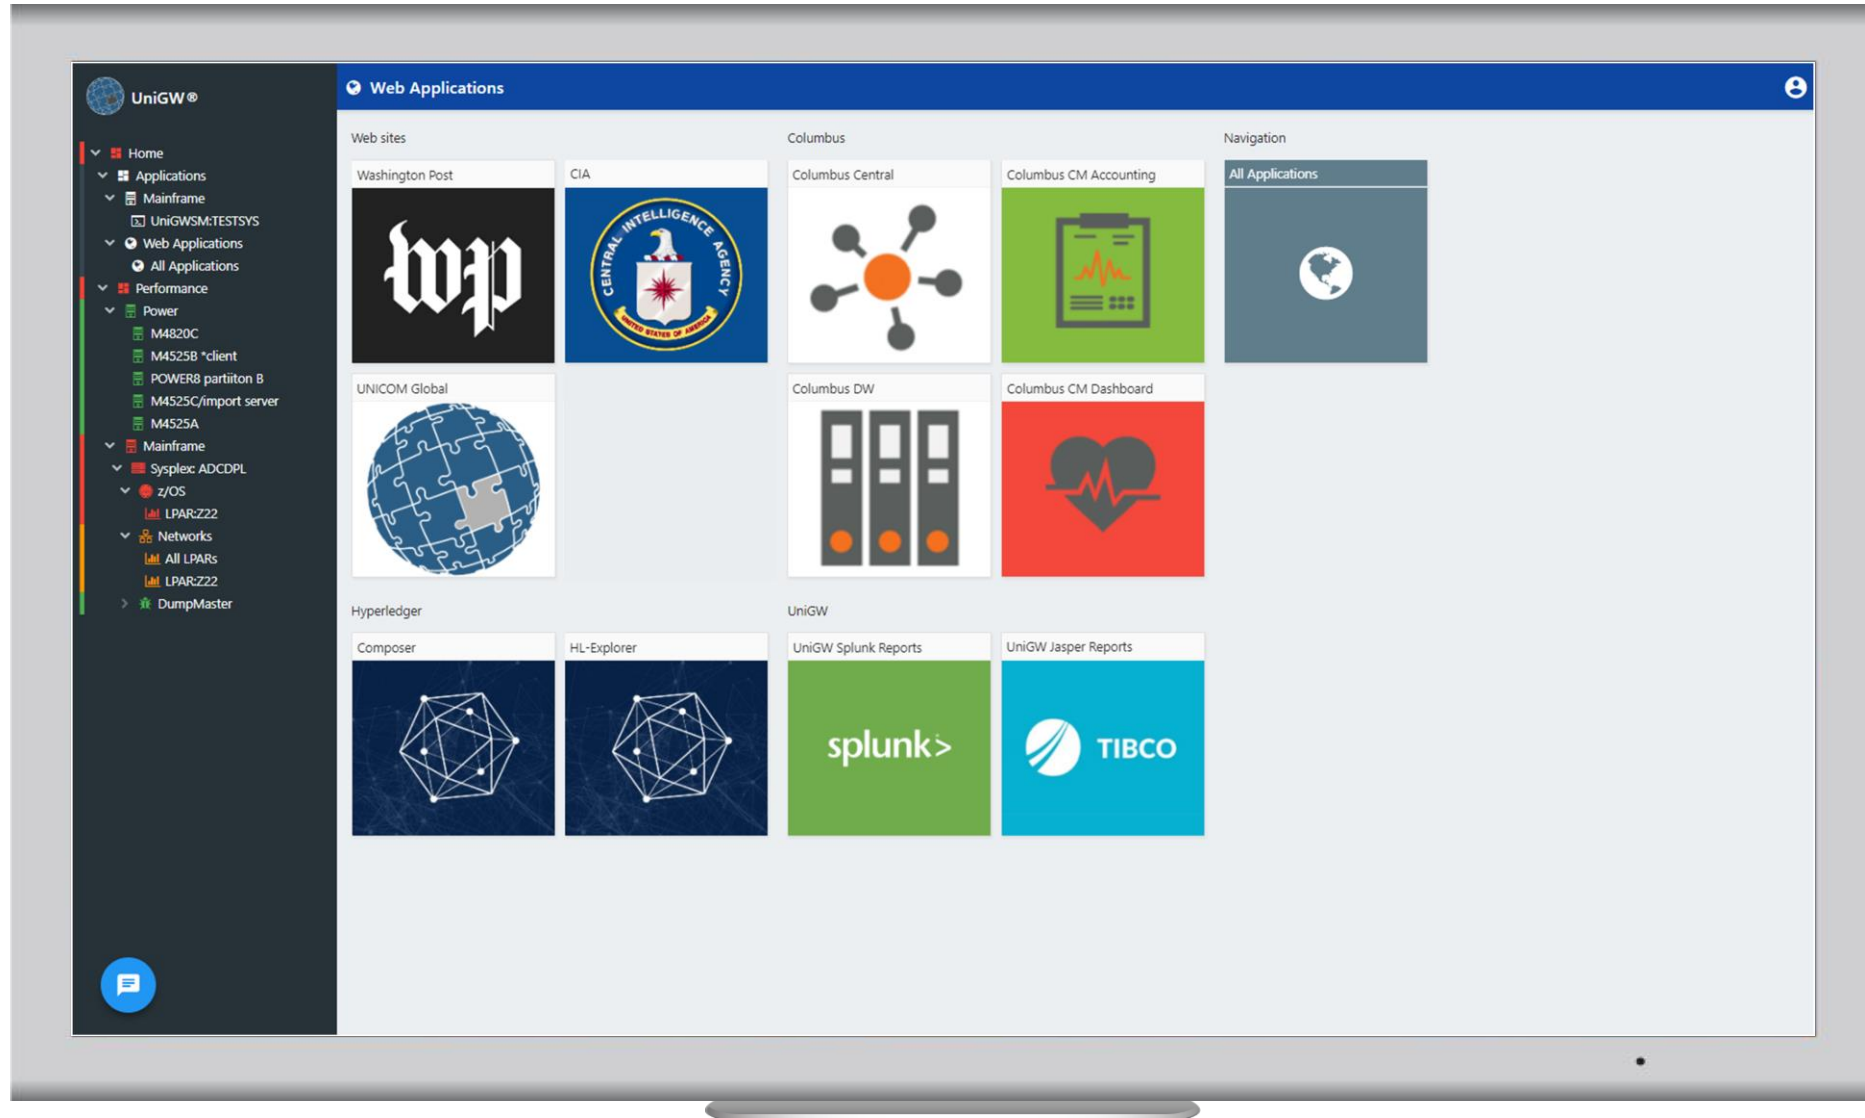 UniGW®
Home
Applications
Mainframe
UniGWSM:TESTSYS
Web Applications
All Applications
Performance
Power
M4820C
M4525B *client
POWER8 partiiton B
M4525C/import server
M4525A
Mainframe
Sysplex: ADCDPL
z/OS
LPAR:Z22
Networks
All LPARs
LPAR:Z22
DumpMaster
Web Applications
Web sites
Columbus
Navigation
Washington Post
CIA
Columbus Central
Columbus CM Accounting
All Applications
wp
CENTRAL INTELLIGENCE AGENCY
UNITED STATES OF AMERICA
UNICOM Global
Columbus DW
Columbus CM Dashboard
Hyperledger
UniGW
Composer
HL-Explorer
UniGW Splunk Reports
UniGW Jasper Reports
splunk>
TIBCO